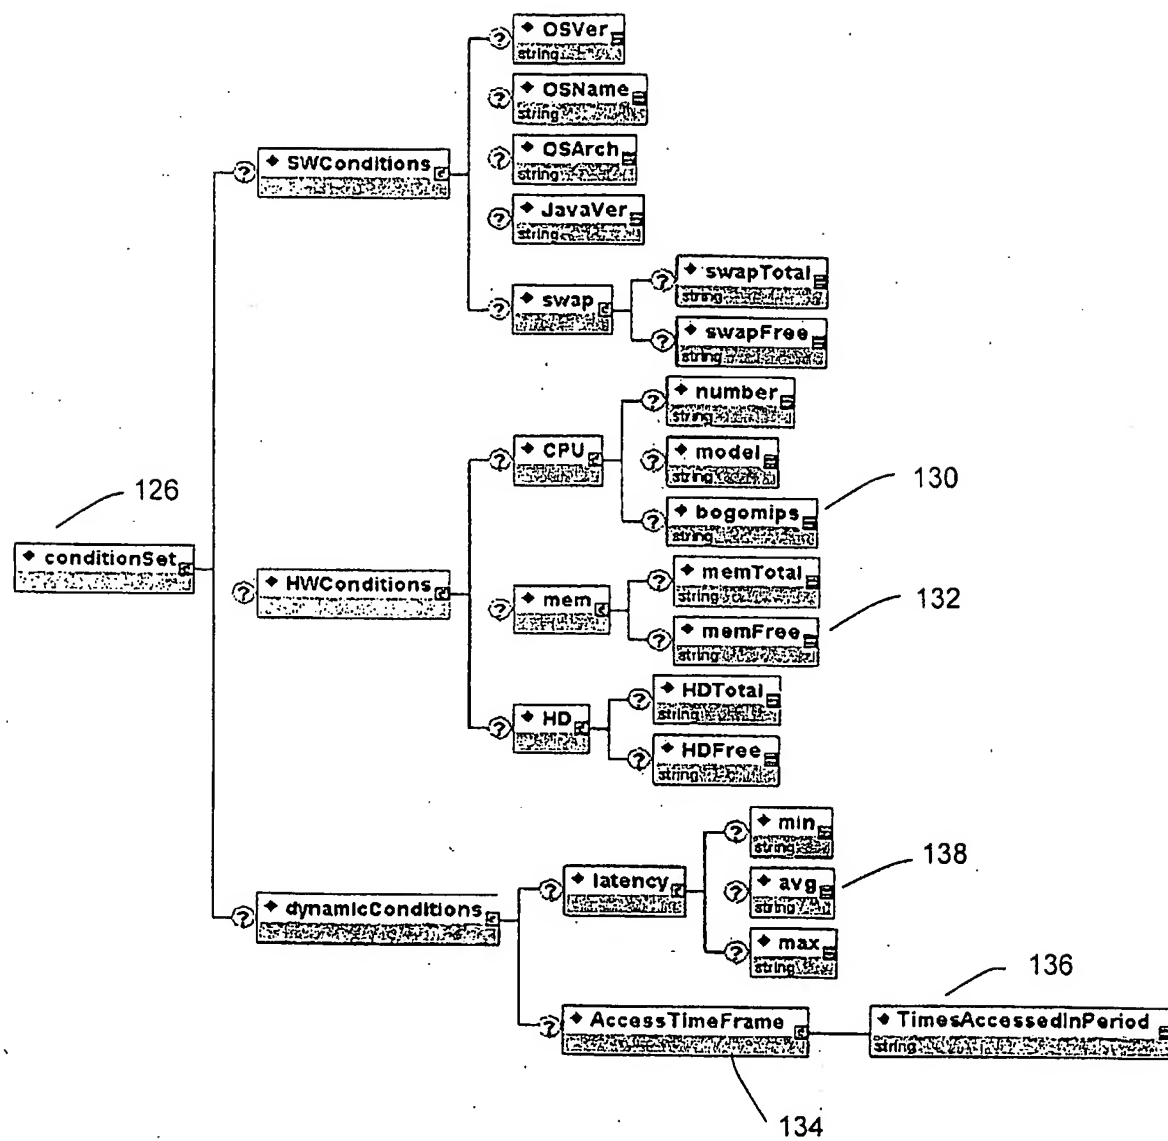 OSVer
string
OSName
string
OSArch
string
SWConditions
JavaVer
string
swap
swapTotal
string
swapFree
string
126
conditionSet
HWConditions
CPU
number
string
model
string
bogomips
string
130
mem
memTotal
string
memFree
string
132
HD
HDTotal
string
HDFree
string
dynamicConditions
latency
min
string
avg
string
138
max
string
AccessTimeFrame
134
TimesAccessedInPeriod
string
136